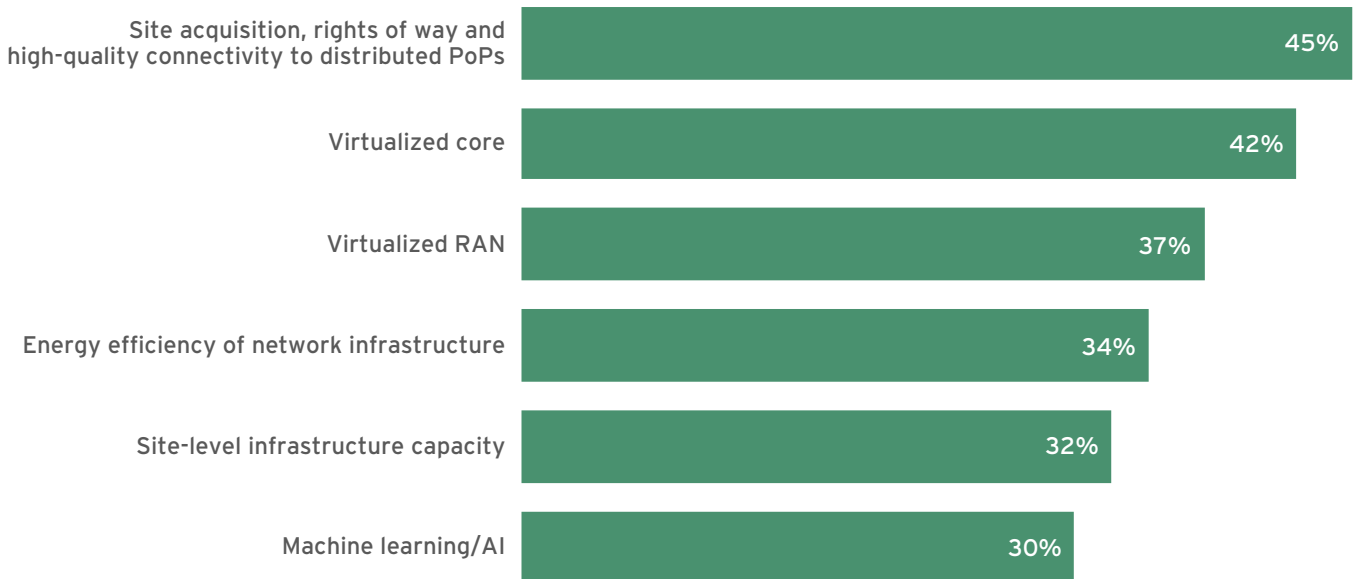 Site acquisition, rights of way and
high-quality connectivity to distributed PoPs
45%
Virtualized core
42%
Virtualized RAN
37%
Energy efficiency of network infrastructure
34%
Site-level infrastructure capacity
32%
Machine learning/AI
30%